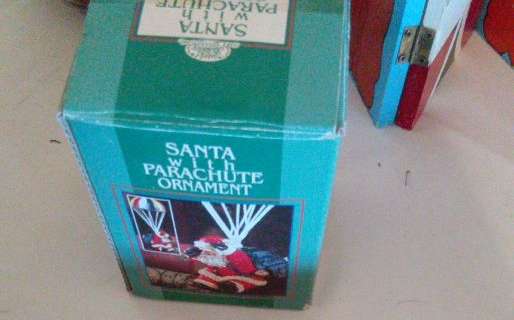 SANTA
with
PARACHUTE
SANTA
with
PARACHUTE
ORNAMENT